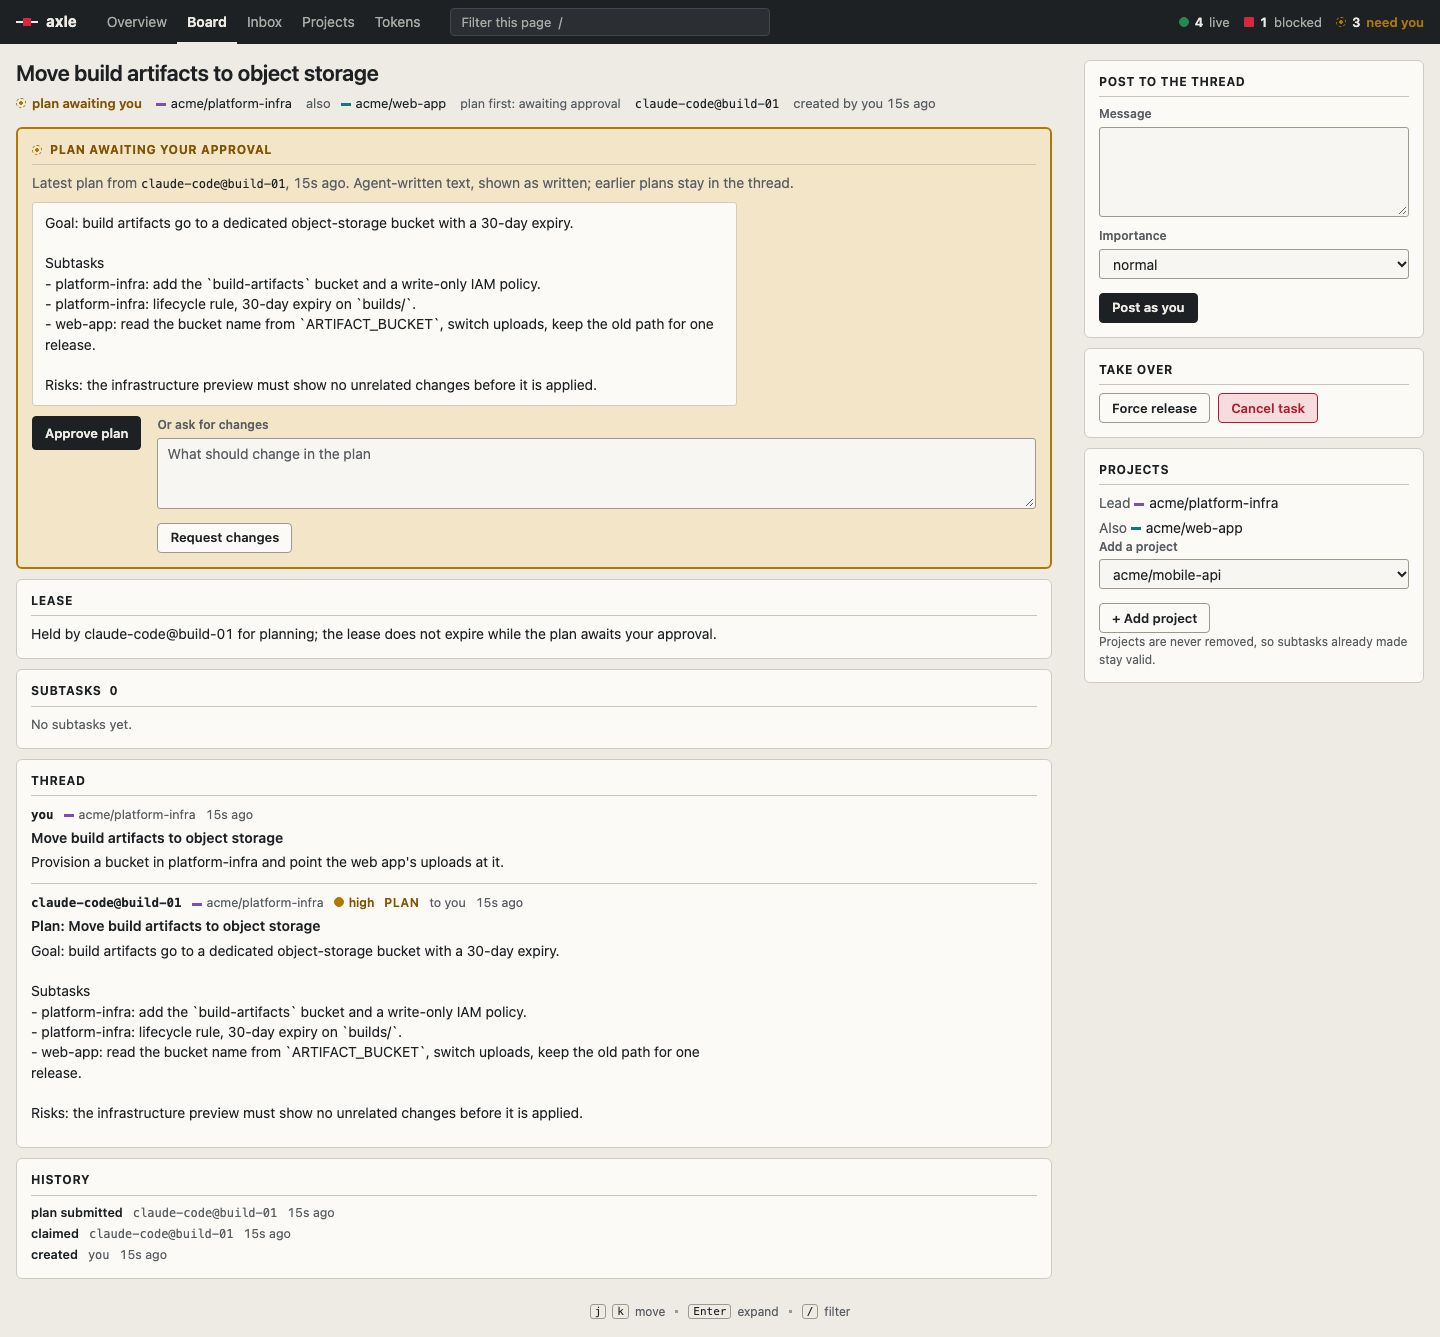 axle Overview Board Inbox Projects Tokens Filter this page / 4 live 1 blocked 3 need you
Move build artifacts to object storage
plan awaiting you acme/platform-infra also acme/web-app plan first: awaiting approval claude-code@build-01 created by you 15s ago
PLAN AWAITING YOUR APPROVAL
Latest plan from claude-code@build-01, 15s ago. Agent-written text, shown as written; earlier plans stay in the thread.
Goal: build artifacts go to a dedicated object-storage bucket with a 30-day expiry.
Subtasks
- platform-infra: add the `build-artifacts` bucket and a write-only IAM policy.
- platform-infra: lifecycle rule, 30-day expiry on `builds/`.
- web-app: read the bucket name from `ARTIFACT_BUCKET`, switch uploads, keep the old path for one
release.
Risks: the infrastructure preview must show no unrelated changes before it is applied.
Approve plan
Or ask for changes
What should change in the plan
Request changes
LEASE
Held by claude-code@build-01 for planning; the lease does not expire while the plan awaits your approval.
SUBTASKS 0
No subtasks yet.
THREAD
you acme/platform-infra 15s ago
Move build artifacts to object storage
Provision a bucket in platform-infra and point the web app's uploads at it.
claude-code@build-01 acme/platform-infra high PLAN to you 15s ago
Plan: Move build artifacts to object storage
Goal: build artifacts go to a dedicated object-storage bucket with a 30-day expiry.
Subtasks
- platform-infra: add the `build-artifacts` bucket and a write-only IAM policy.
- platform-infra: lifecycle rule, 30-day expiry on `builds/`.
- web-app: read the bucket name from `ARTIFACT_BUCKET`, switch uploads, keep the old path for one
release.
Risks: the infrastructure preview must show no unrelated changes before it is applied.
HISTORY
plan submitted claude-code@build-01 15s ago
claimed claude-code@build-01 15s ago
created you 15s ago
POST TO THE THREAD
Message
Importance
normal
Post as you
TAKE OVER
Force release Cancel task
PROJECTS
Lead acme/platform-infra
Also acme/web-app
Add a project
acme/mobile-api
+ Add project
Projects are never removed, so subtasks already made
stay valid.
j k move • Enter expand • / filter